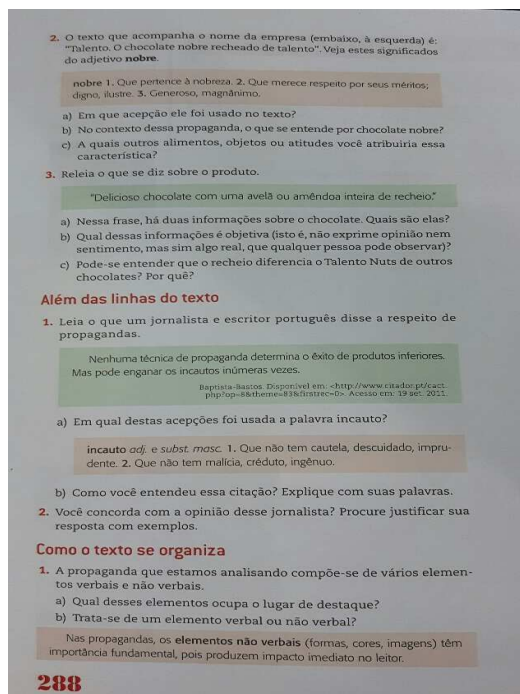 2. O texto que acompanha o nome da empresa (embaixo, à esquerda) é:
“Talento. O chocolate nobre recheado de talento”. Veja estes significados
do adjetivo nobre.
nobre 1. Que pertence à nobreza. 2. Que merece respeito por seus méritos;
digno, ilustre. 3. Generoso, magnânimo.
a) Em que acepção ele foi usado no texto?
b) No contexto dessa propaganda, o que se entende por chocolate nobre?
c) A quais outros alimentos, objetos ou atitudes você atribuiria essa
característica?
3. Releia o que se diz sobre o produto.
“Delicioso chocolate com uma avelã ou amêndoa inteira de recheio.”
a) Nessa frase, há duas informações sobre o chocolate. Quais são elas?
b) Qual dessas informações é objetiva (isto é, não exprime opinião nem
sentimento, mas sim algo real, que qualquer pessoa pode observar)?
c) Pode-se entender que o recheio diferencia o Talento Nuts de outros
chocolates? Por quê?
Além das linhas do texto
1. Leia o que um jornalista e escritor português disse a respeito de
propagandas.
Nenhuma técnica de propaganda determina o êxito de produtos inferiores.
Mas pode enganar os incautos inúmeras vezes.
Baptista-Bastos. Disponível em: <http://www.citador.pt/cact.
php?op=8&theme=83&firstrec=0>. Acesso em: 19 set. 2011.
a) Em qual destas acepções foi usada a palavra incauto?
incauto adj. e subst. masc. 1. Que não tem cautela, descuidado, impru-
dente. 2. Que não tem malícia, crédulo, ingênuo.
b) Como você entendeu essa citação? Explique com suas palavras.
2. Você concorda com a opinião desse jornalista? Procure justificar sua
resposta com exemplos.
Como o texto se organiza
1. A propaganda que estamos analisando compõe-se de vários elemen-
tos verbais e não verbais.
a) Qual desses elementos ocupa o lugar de destaque?
b) Trata-se de um elemento verbal ou não verbal?
Nas propagandas, os elementos não verbais (formas, cores, imagens) têm
importância fundamental, pois produzem impacto imediato no leitor.
288